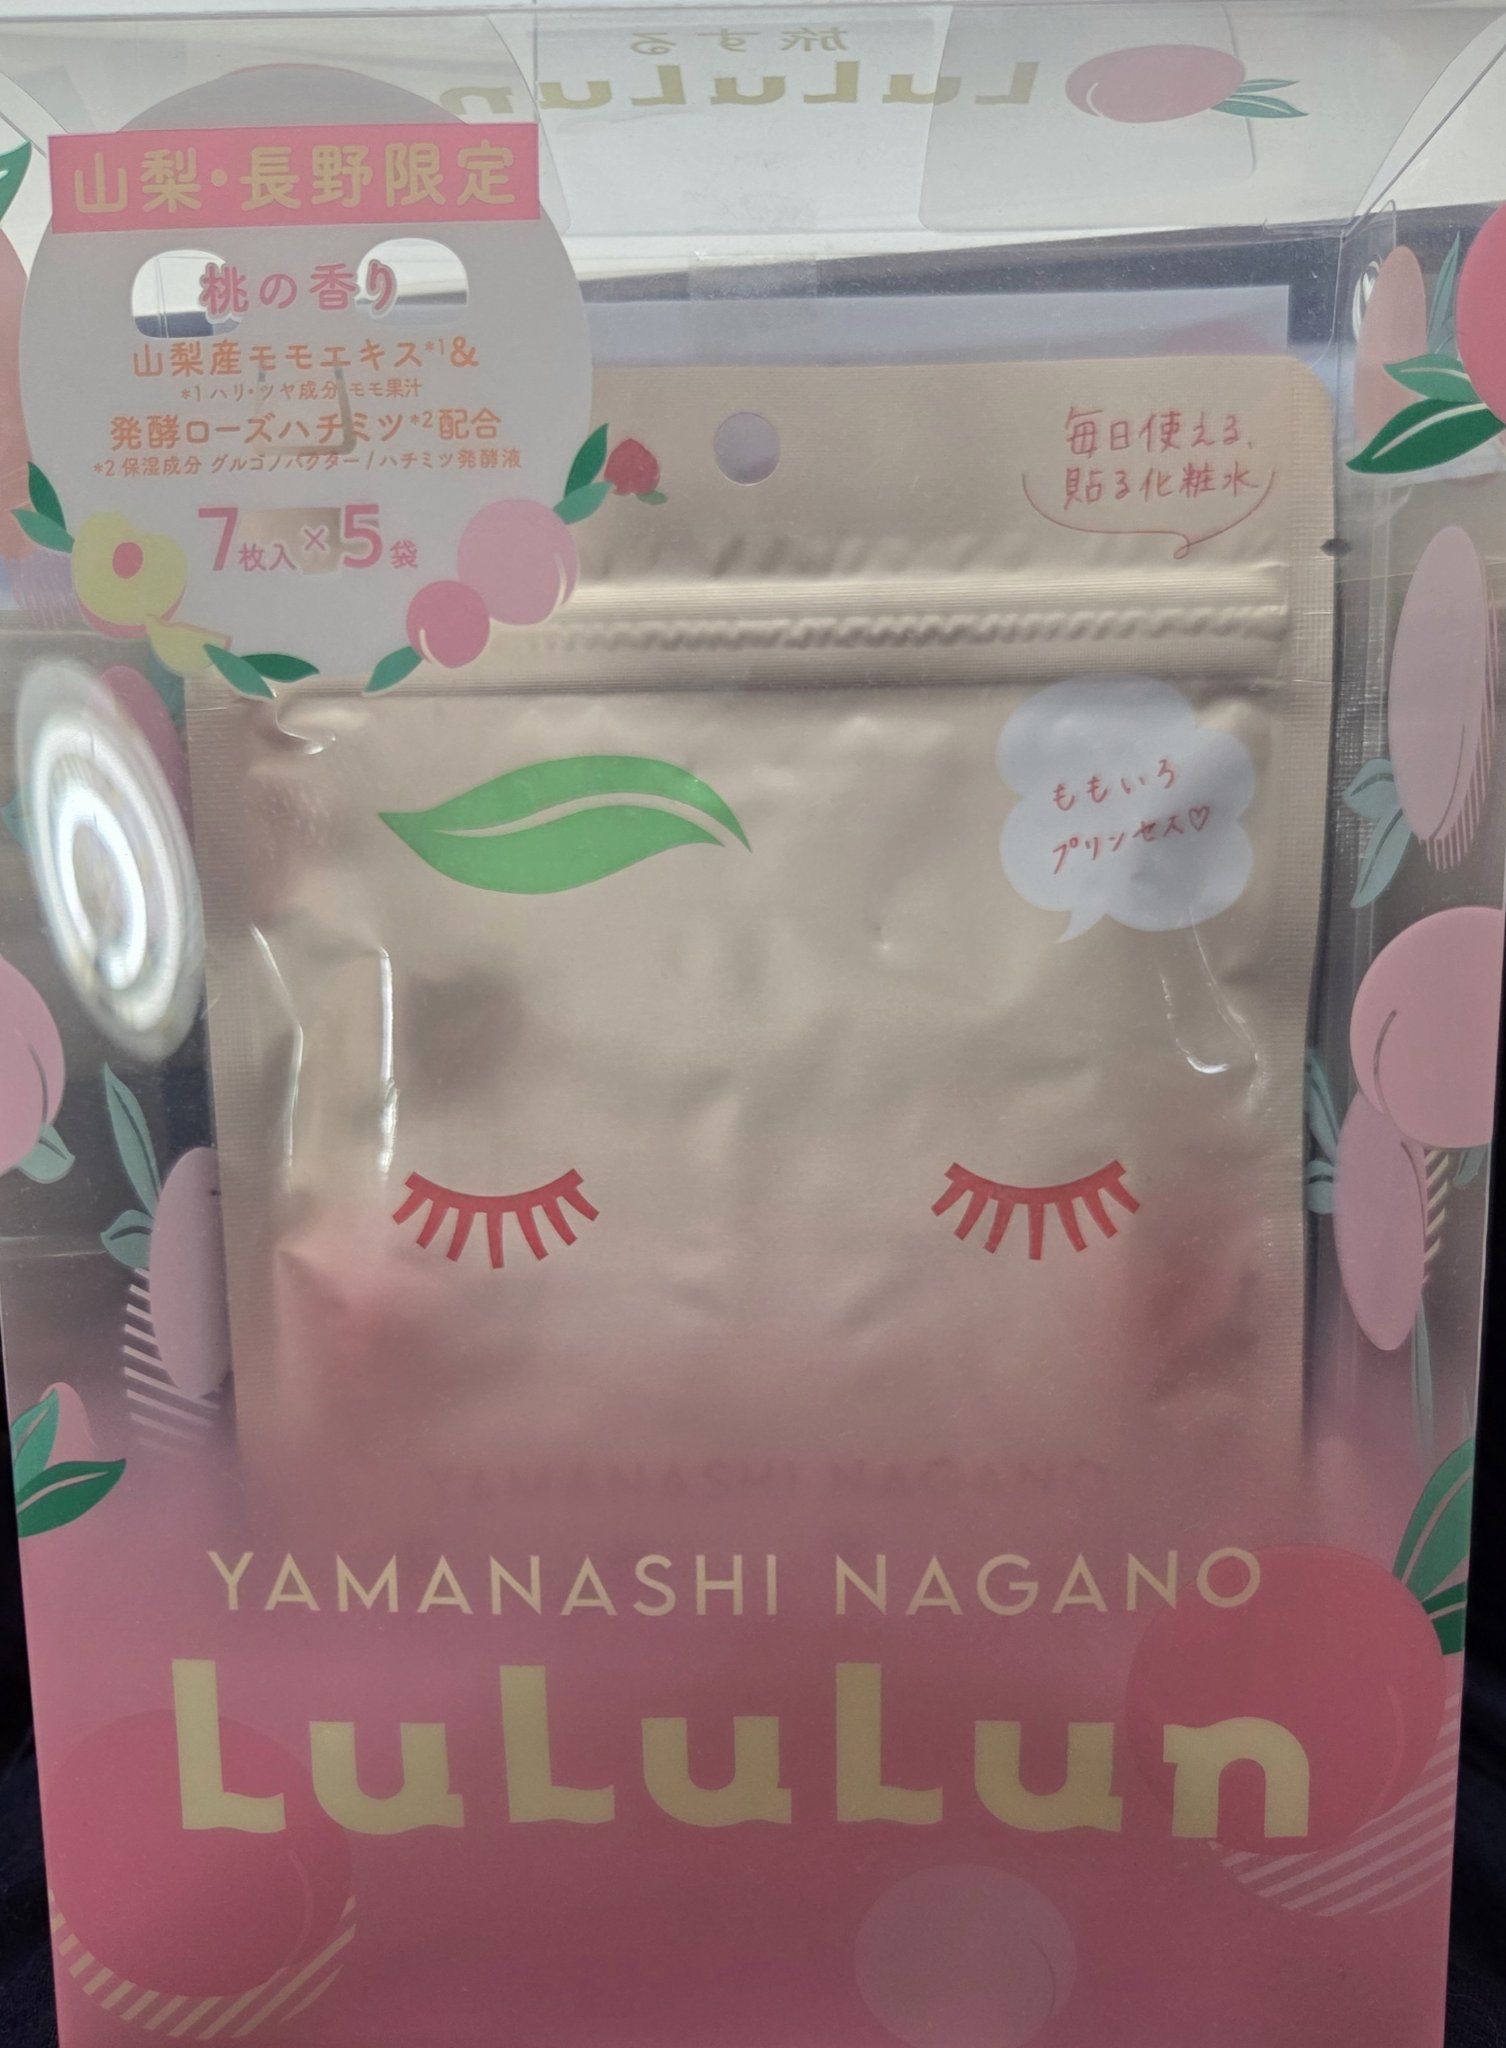 旅する
LuLuLun
山梨・長野限定
桃の香り
山梨産モモエキス*1&
*1 ハリ・ツヤ成分 モモ果汁
発酵ローズハチミツ*2配合
*2 保湿成分 グルコノバクター/ハチミツ発酵液
7枚入×5袋
毎日使える、
貼る化粧水
ももいろ
プリンセス♡
YAMANASHI NAGANO
YAMANASHI NAGANO
LuLuLun